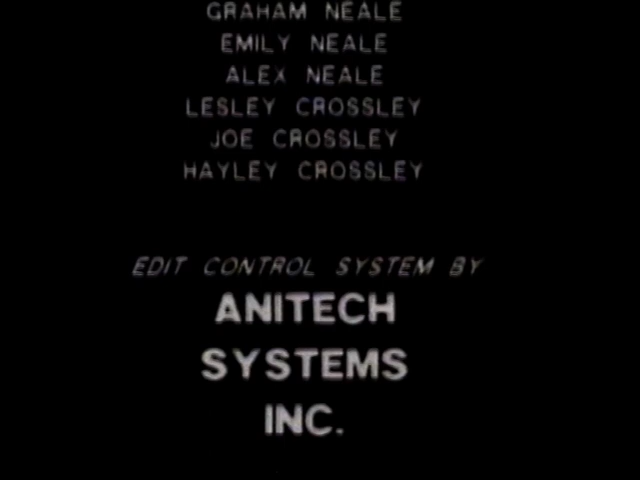 GRAHAM NEALE
EMILY NEALE
ALEX NEALE
LESLEY CROSSLEY
JOE CROSSLEY
HAYLEY CROSSLEY
EDIT CONTROL SYSTEM BY
ANITECH
SYSTEMS
INC.